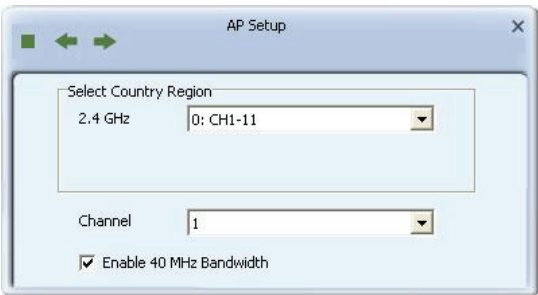 AP Setup
Select Country Region
2.4 GHz
0: CH1-11
Channel
1
Enable 40 MHz Bandwidth